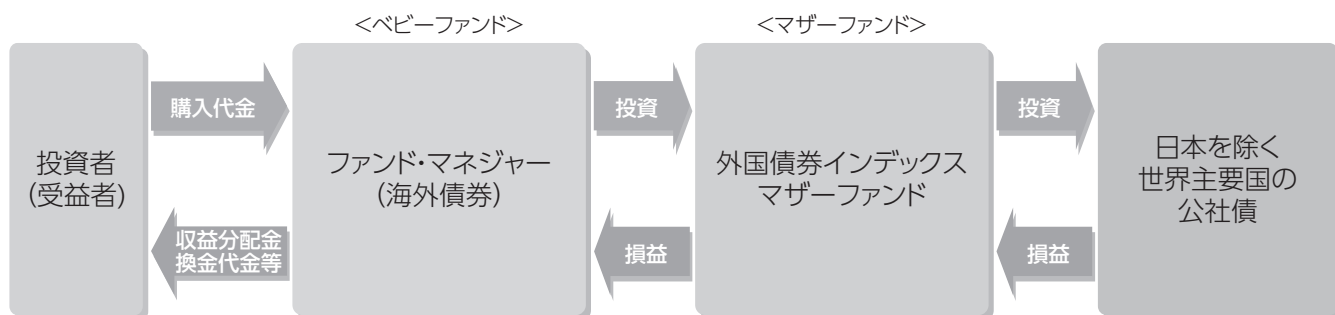 <ベビーファンド>
<マザーファンド>
投資者
(受益者)
購入代金
収益分配金
換金代金等
ファンド・マネジャー
(海外債券)
投資
損益
外国債券インデックス
マザーファンド
投資
損益
日本を除く
世界主要国の
公社債